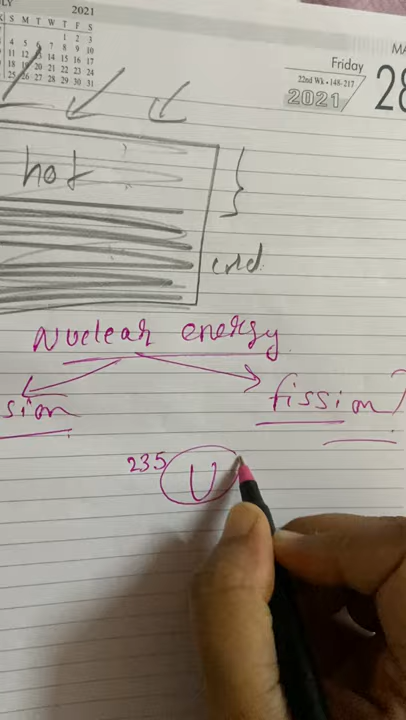 2021
S M T W T F S
1 2 3
4 5 6 7 8 9 10
11 12 13 14 15 16 17
18 19 20 21 22 23 24
25 26 27 28 29 30 31
Friday
22nd Wk • 148-217
2021
28
hot
Nuclear energy
sion
fission?
235
U